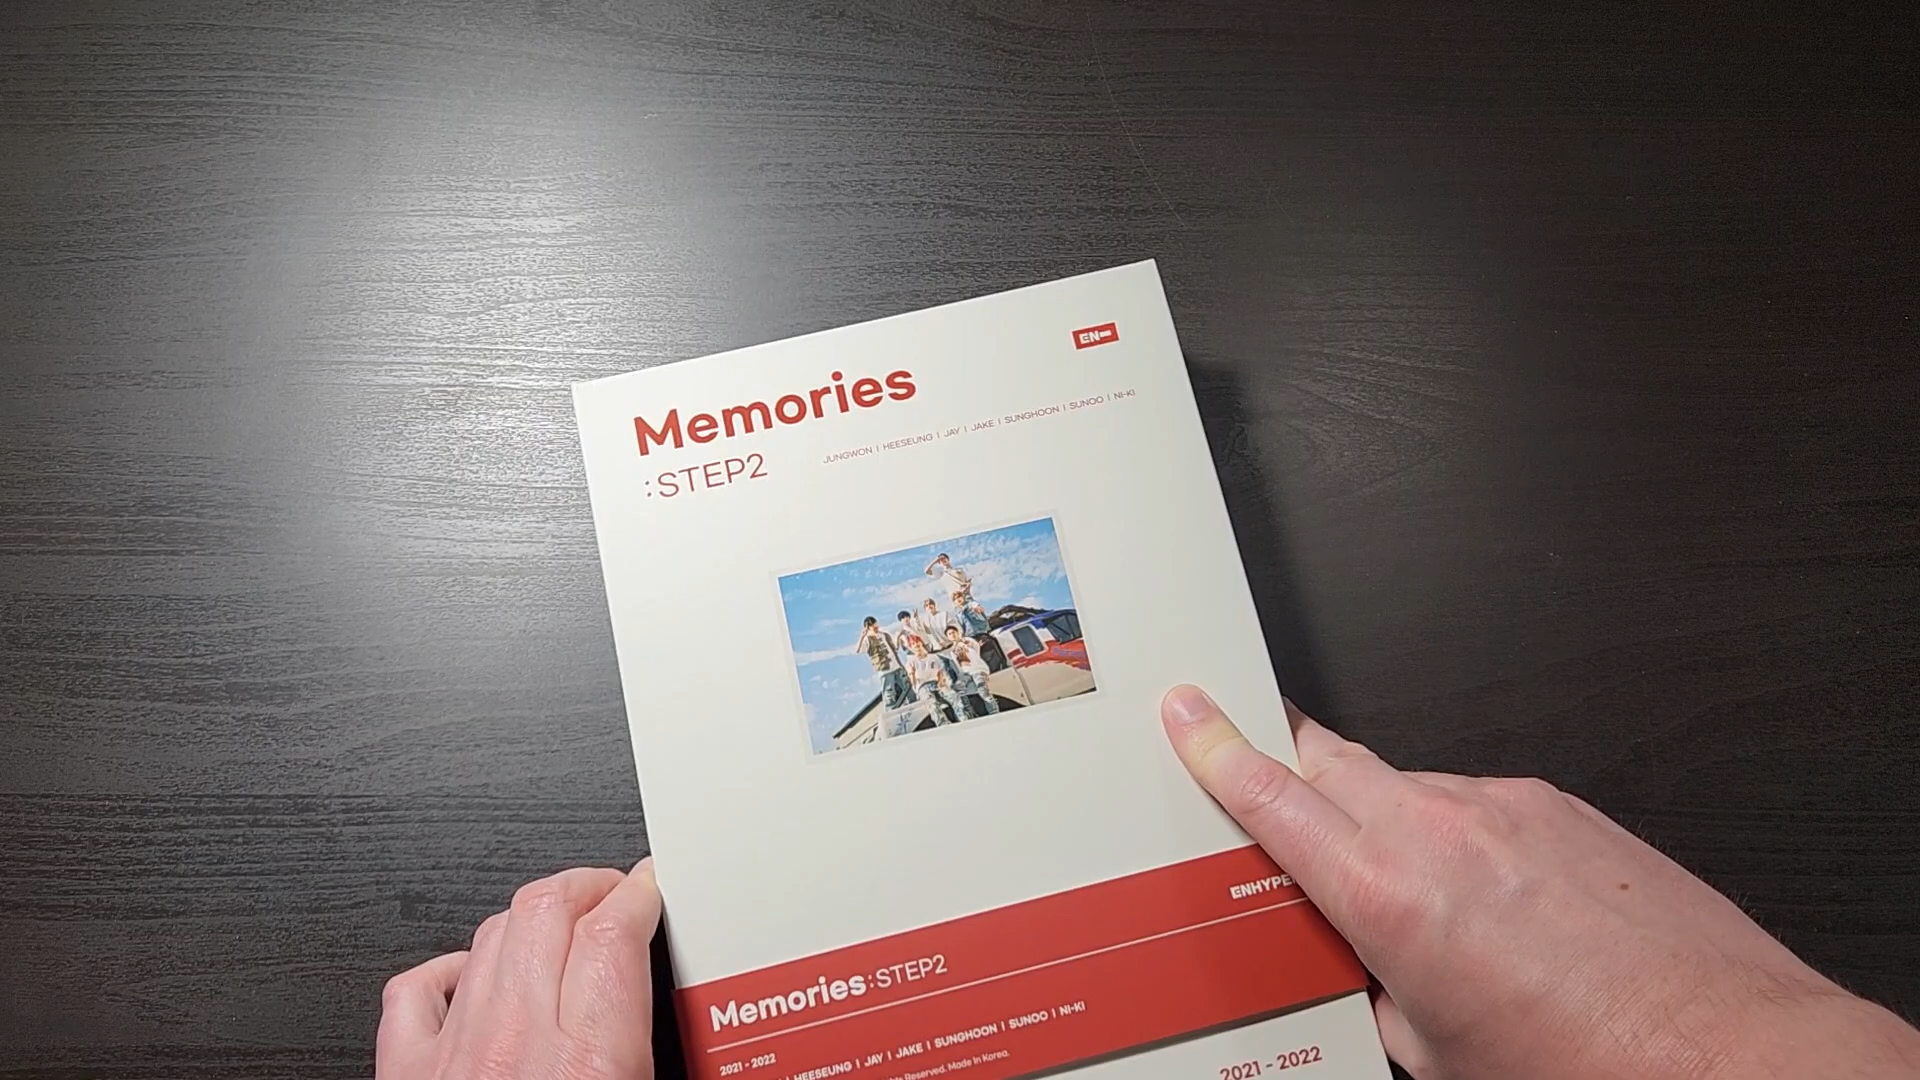 EN-
Memories
:STEP2
JUNGWON | HEESEUNG | JAY | JAKE | SUNGHOON | SUNOO | NI-KI
ENHYPE
Memories:STEP2
2021 - 2022
| HEESEUNG | JAY | JAKE | SUNGHOON | SUNOO | NI-KI
Reserved. Made in Korea.
2021 - 2022